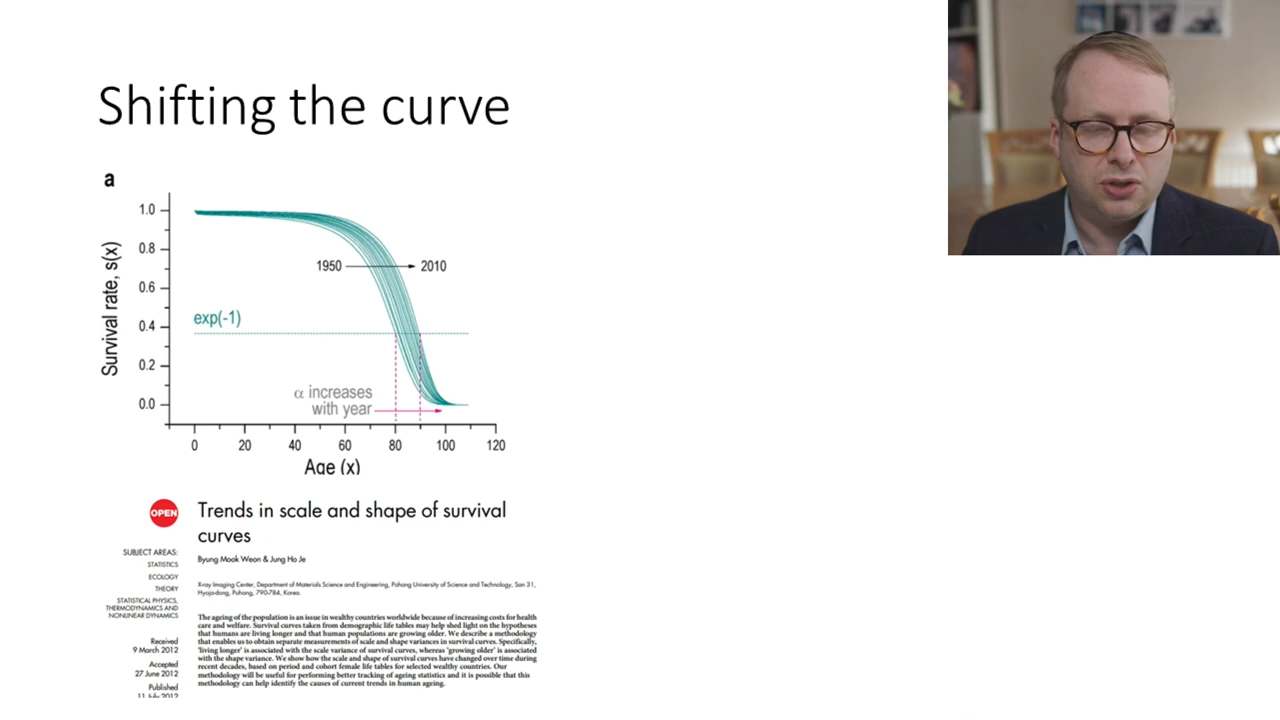 Shifting the curve
a
1.0
0.8
0.6
0.4
0.2
0.0
Survival rate, s(x)
1950
2010
exp(-1)
α increases
with year
0
20
40
60
80
100
120
Age (x)
OPEN
Trends in scale and shape of survival
curves
SUBJECT AREAS:
STATISTICS
ECOLOGY
THEORY
STATISTICAL PHYSICS,
THERMODYNAMICS AND
NONLINEAR DYNAMICS
Received
9 March 2012
Accepted
27 June 2012
Published
11 July 2012
Byung Mook Weon & Jung Ho Je
X-ray Imaging Center, Department of Materials Science and Engineering, Pohang University of Science and Technology, San 31,
Hyoja-dong, Pohang, 790-784, Korea.
The ageing of the population is an issue in wealthy countries worldwide because of increasing costs for health
care and welfare. Survival curves taken from demographic life tables may help shed light on the hypotheses
that humans are living longer and that human populations are growing older. We describe a methodology
that enables us to obtain separate measurements of scale and shape variances in survival curves. Specifically,
'living longer' is associated with the scale variance of survival curves, whereas 'growing older' is associated
with the shape variance. We show how the scale and shape of survival curves have changed over time during
recent decades, based on period and cohort female life tables for selected wealthy countries. Our
methodology will be useful for performing better tracking of ageing statistics and it is possible that this
methodology can help identify the causes of current trends in human ageing.